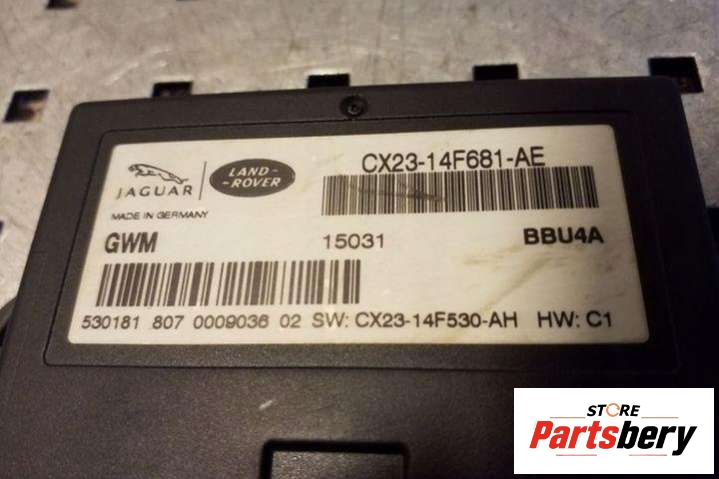 JAGUAR
LAND-
-ROVER
CX23-14F681-AE
MADE IN GERMANY
GWM 15031 BBU4A
530181 807 0009036 02 SW: CX23-14F530-AH HW: C1
STORE
Partsbery